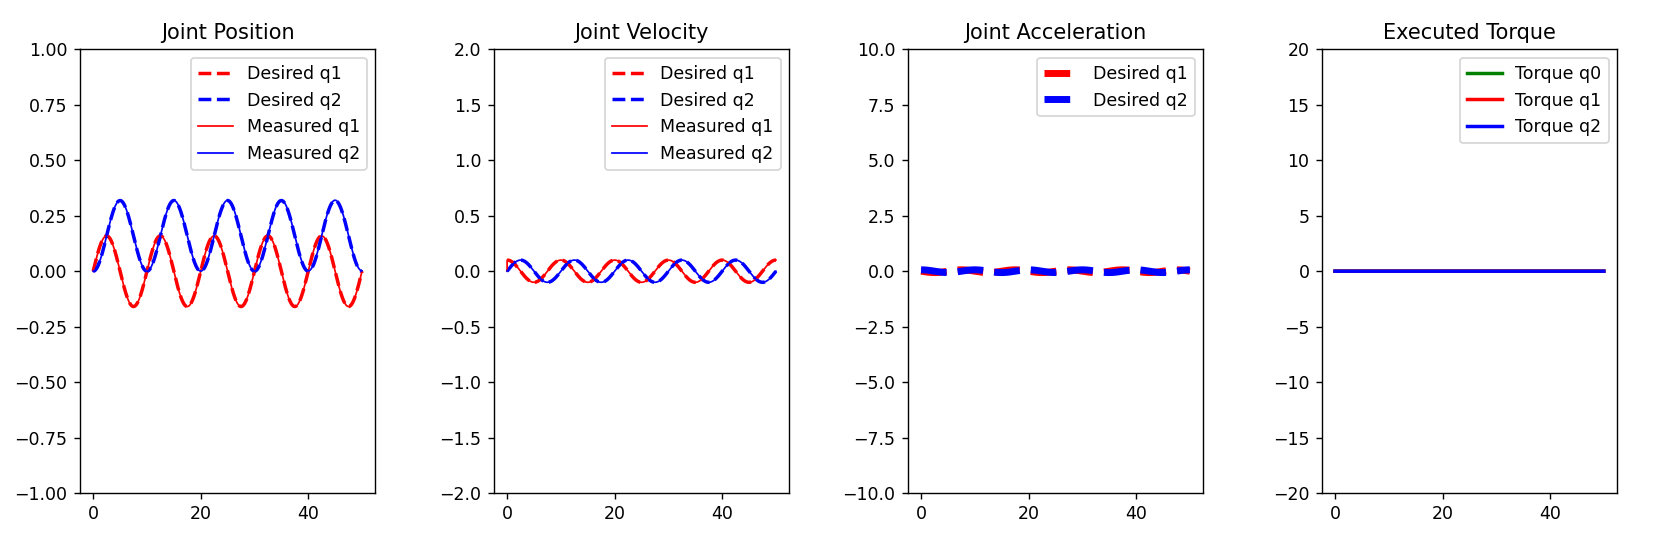 Joint Position
1.00
0.75
0.50
0.25
0.00
−0.25
−0.50
−0.75
−1.00
0 20 40
Desired q1
Desired q2
Measured q1
Measured q2
Joint Velocity
2.0
1.5
1.0
0.5
0.0
−0.5
−1.0
−1.5
−2.0
0 20 40
Desired q1
Desired q2
Measured q1
Measured q2
Joint Acceleration
10.0
7.5
5.0
2.5
0.0
−2.5
−5.0
−7.5
−10.0
0 20 40
Desired q1
Desired q2
Executed Torque
20
15
10
5
0
−5
−10
−15
−20
0 20 40
Torque q0
Torque q1
Torque q2